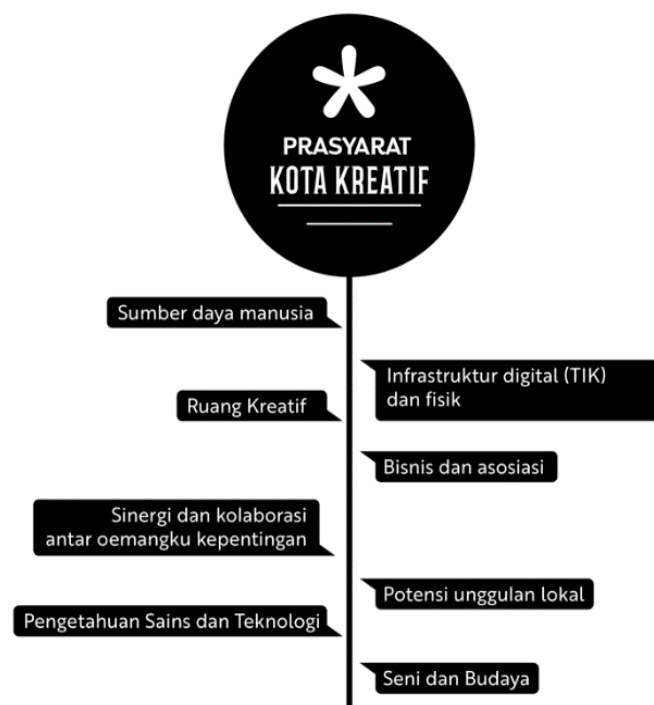 PRASYARAT
KOTA KREATIF
Sumber daya manusia
Infrastruktur digital (TIK)
dan fisik
Ruang Kreatif
Bisnis dan asosiasi
Sinergi dan kolaborasi
antar oemangku kepentingan
Potensi unggulan lokal
Pengetahuan Sains dan Teknologi
Seni dan Budaya